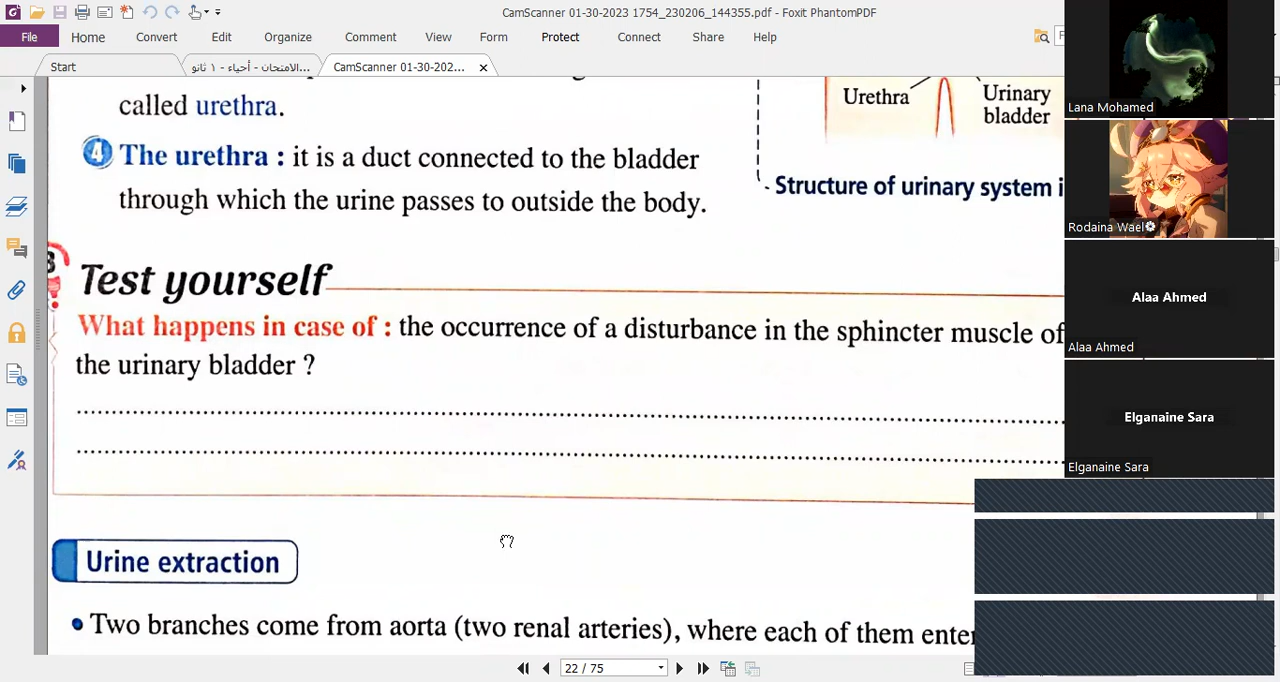 CamScanner 01-30-2023 1754_230206_144355.pdf - Foxit PhantomPDF
File Home Convert Edit Organize Comment View Form Protect Connect Share Help
Start
الامتحان - أحياء - ١ ثانو...
CamScanner 01-30-202...
called urethra.
4 The urethra : it is a duct connected to the bladder
through which the urine passes to outside the body.
Urethra
Urinary
bladder
Structure of urinary system i
Test yourself
What happens in case of : the occurrence of a disturbance in the sphincter muscle of
the urinary bladder ?
Urine extraction
• Two branches come from aorta (two renal arteries), where each of them enter
22 / 75
Lana Mohamed
Rodaina Wael
Alaa Ahmed
Alaa Ahmed
Elganaine Sara
Elganaine Sara